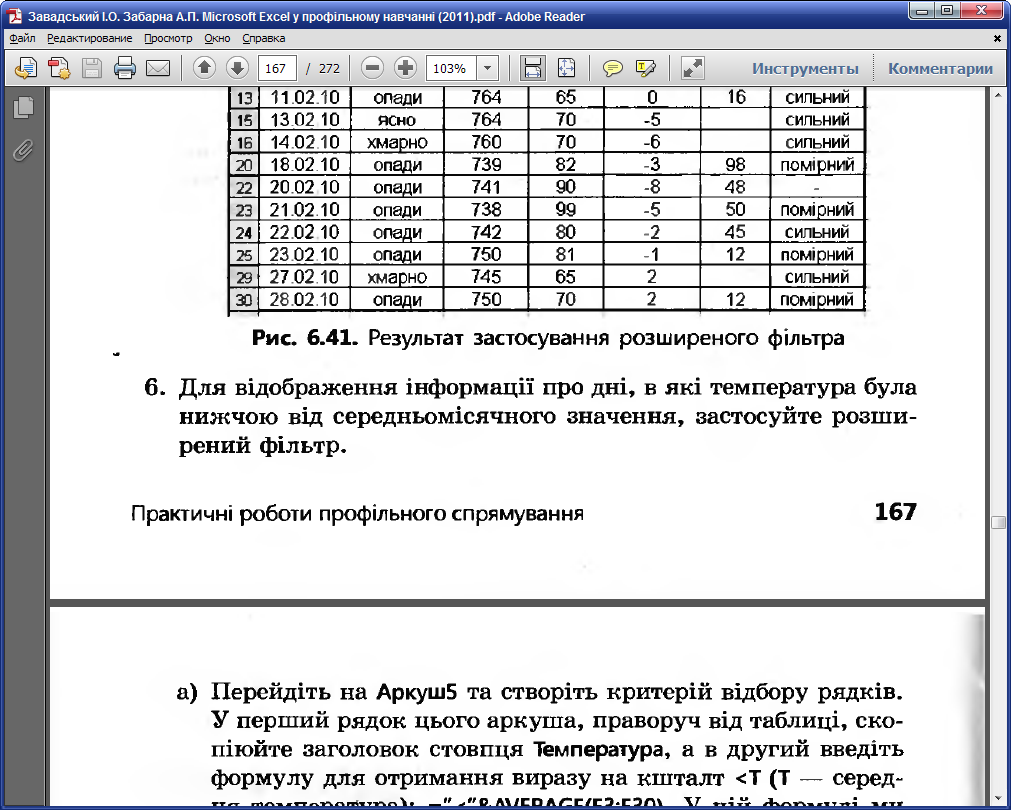 Завадський І.О. Забарна А.П. Microsoft Excel у профільному навчанні (2011).pdf - Adobe Reader
Файл Редактирование Просмотр Окно Справка
167 / 272 103% Инструменты Комментарии
13 11.02.10 опади 764 65 0 16 сильний
15 13.02.10 ясно 764 70 -5 сильний
16 14.02.10 хмарно 760 70 -6 сильний
20 18.02.10 опади 739 82 -3 98 помірний
22 20.02.10 опади 741 90 -8 48 -
23 21.02.10 опади 738 99 -5 50 помірний
24 22.02.10 опади 742 80 -2 45 сильний
25 23.02.10 опади 750 81 -1 12 помірний
29 27.02.10 хмарно 745 65 2 сильний
30 28.02.10 опади 750 70 2 12 помірний
Рис. 6.41. Результат застосування розширеного фільтра
6. Для відображення інформації про дні, в які температура була
нижчою від середньомісячного значення, застосуйте розши-
рений фільтр.
Практичні роботи профільного спрямування 167
а) Перейдіть на Аркуш5 та створіть критерій відбору рядків.
У перший рядок цього аркуша, праворуч від таблиці, ско-
піюйте заголовок стовпця Температура, а в другий введіть
формулу для отримання виразу на кшталт <T (T — серед-
ня температура): ="<"&AVERAGE(F3:F30). У цій формулі ми